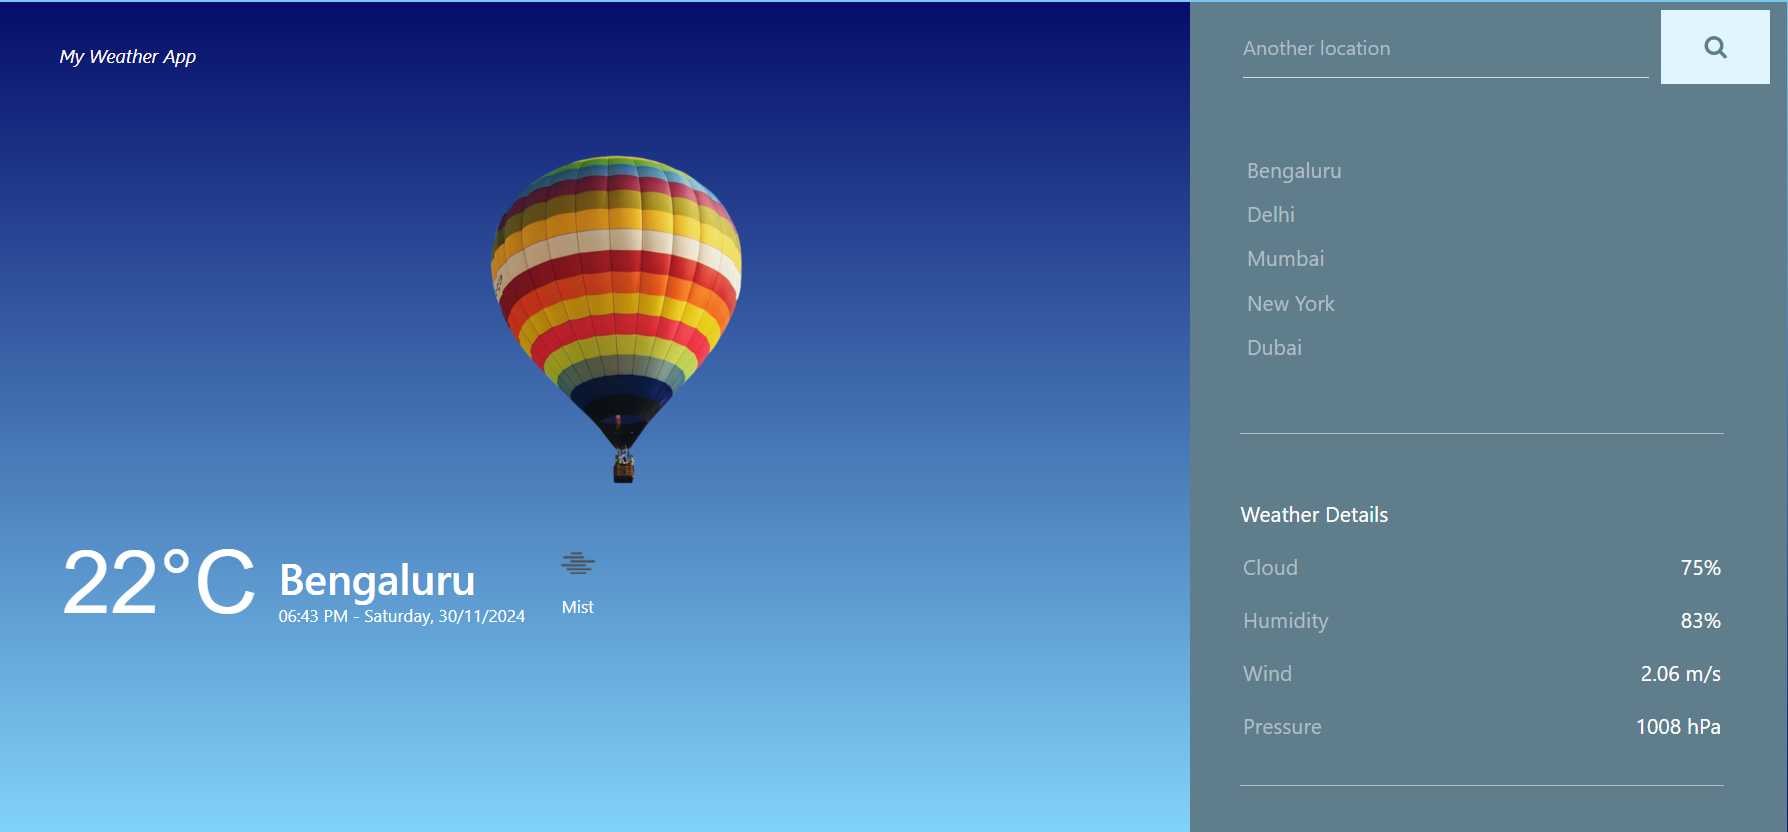 My Weather App
22°C
Bengaluru
06:43 PM - Saturday, 30/11/2024
Mist
Another location
Bengaluru
Delhi
Mumbai
New York
Dubai
Weather Details
Cloud 75%
Humidity 83%
Wind 2.06 m/s
Pressure 1008 hPa